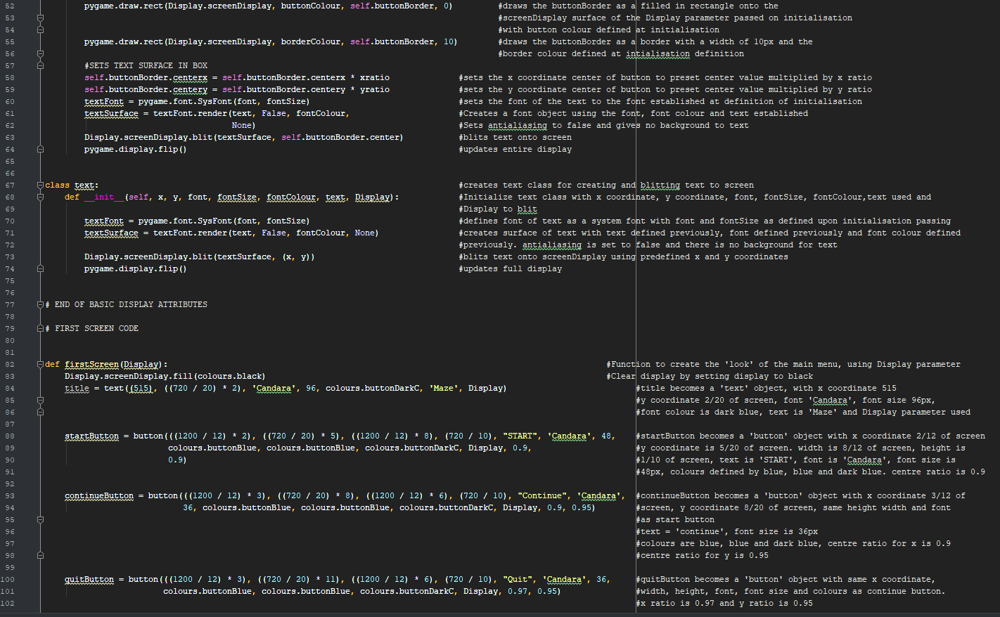 52 pygame.draw.rect(Display.screenDisplay, buttonColour, self.buttonBorder, 0) #draws the buttonBorder as a filled in rectangle onto the
53 #screenDisplay surface of the Display parameter passed on initialisation
54 #with button colour defined at initialisation
55 pygame.draw.rect(Display.screenDisplay, borderColour, self.buttonBorder, 10) #draws the buttonBorder as a border with a width of 10px and the
56 #border colour defined at intialisation definition
57 #SETS TEXT SURFACE IN BOX
58 self.buttonBorder.centerx = self.buttonBorder.centerx * xratio #sets the x coordinate center of button to preset center value multiplied by x ratio
59 self.buttonBorder.centery = self.buttonBorder.centery * yratio #sets the y coordinate center of button to preset center value multiplied by y ratio
60 textFont = pygame.font.SysFont(font, fontSize) #sets the font of the text to the font established at definition of initialisation
61 textSurface = textFont.render(text, False, fontColour, #Creates a font object using the font, font colour and text established
62 None) #Sets antialiasing to false and gives no background to text
63 Display.screenDisplay.blit(textSurface, self.buttonBorder.center) #blits text onto screen
64 pygame.display.flip() #updates entire display
65
66
67 class text: #creates text class for creating and blitting text to screen
68 def __init__(self, x, y, font, fontSize, fontColour, text, Display): #Initialize text class with x coordinate, y coordinate, font, fontSize, fontColour,text used and
69 #Display to blit
70 textFont = pygame.font.SysFont(font, fontSize) #defines font of text as a system font with font and fontSize as defined upon initialisation passing
71 textSurface = textFont.render(text, False, fontColour, None) #creates surface of text with text defined previously, font defined previously and font colour defined
72 #previously. antialiasing is set to false and there is no background for text
73 Display.screenDisplay.blit(textSurface, (x, y)) #blits text onto screenDisplay using predefined x and y coordinates
74 pygame.display.flip() #updates full display
75
76
77 # END OF BASIC DISPLAY ATTRIBUTES
78
79 # FIRST SCREEN CODE
80
81
82 def firstScreen(Display): #Function to create the 'look' of the main menu, using Display parameter
83 Display.screenDisplay.fill(colours.black) #Clear display by setting display to black
84 title = text((515), ((720 / 20) * 2), 'Candara', 96, colours.buttonDarkC, 'Maze', Display) #title becomes a 'text' object, with x coordinate 515
85 #y coordinate 2/20 of screen, font 'Candara', font size 96px,
86 #font colour is dark blue, text is 'Maze' and Display parameter used
87
88 startButton = button(((1200 / 12) * 2), ((720 / 20) * 5), ((1200 / 12) * 8), (720 / 10), "START", 'Candara', 48, #startButton becomes a 'button' object with x coordinate 2/12 of screen
89 colours.buttonBlue, colours.buttonBlue, colours.buttonDarkC, Display, 0.9, #y coordinate is 5/20 of screen. width is 8/12 of screen, height is
90 0.9) #1/10 of screen, text is 'START', font is 'Candara', font size is
91 #48px, colours defined by blue, blue and dark blue. centre ratio is 0.9
92
93 continueButton = button(((1200 / 12) * 3), ((720 / 20) * 8), ((1200 / 12) * 6), (720 / 10), "Continue", 'Candara', #continueButton becomes a 'button' object with x coordinate 3/12 of
94 36, colours.buttonBlue, colours.buttonBlue, colours.buttonDarkC, Display, 0.9, 0.95) #screen, y coordinate 8/20 of screen, same height width and font
95 #as start button
96 #text = 'continue', font size is 36px
97 #colours are blue, blue and dark blue, centre ratio for x is 0.9
98 #centre ratio for y is 0.95
99
100 quitButton = button(((1200 / 12) * 3), ((720 / 20) * 11), ((1200 / 12) * 6), (720 / 10), "Quit", 'Candara', 36, #quitButton becomes a 'button' object with same x coordinate,
101 colours.buttonBlue, colours.buttonBlue, colours.buttonDarkC, Display, 0.97, 0.95) #width, height, font, font size and colours as continue button.
102 #x ratio is 0.97 and y ratio is 0.95